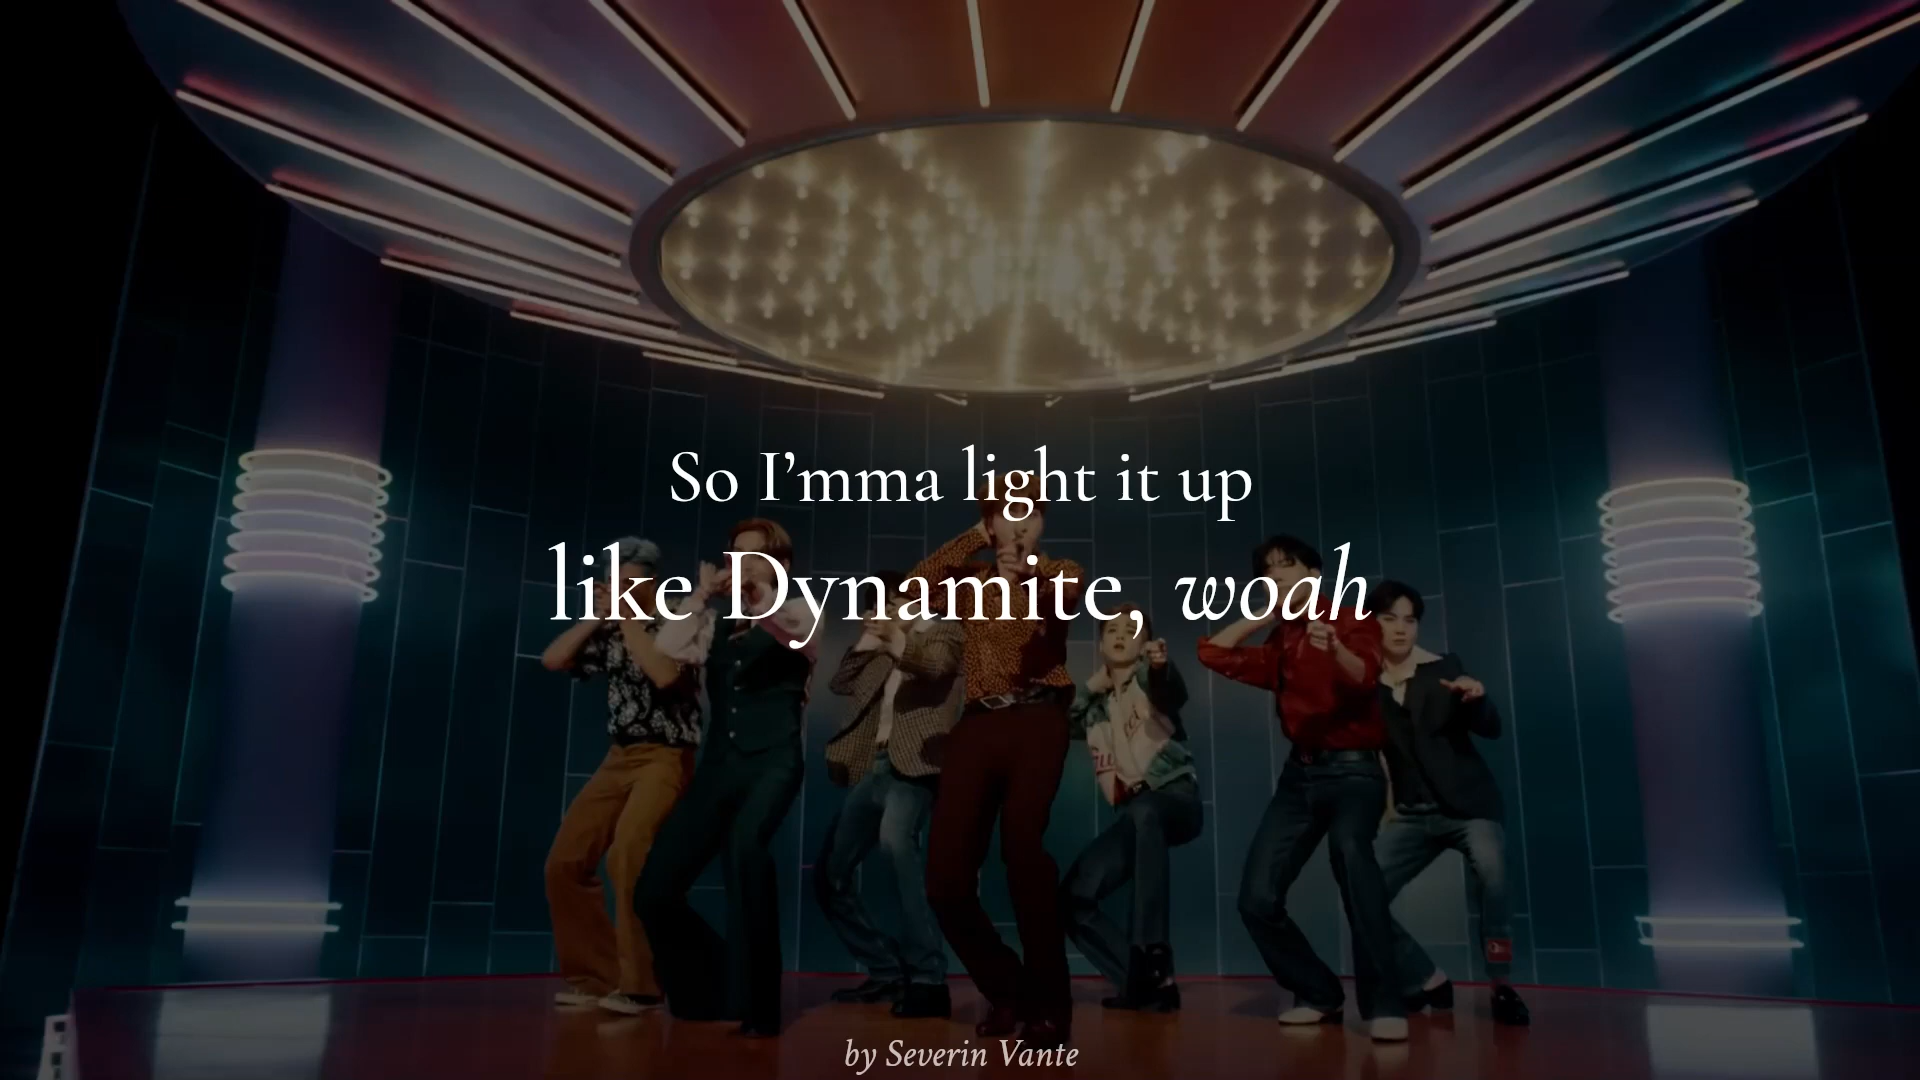 So I’mma light it up
like Dynamite, woah
by Severin Vante